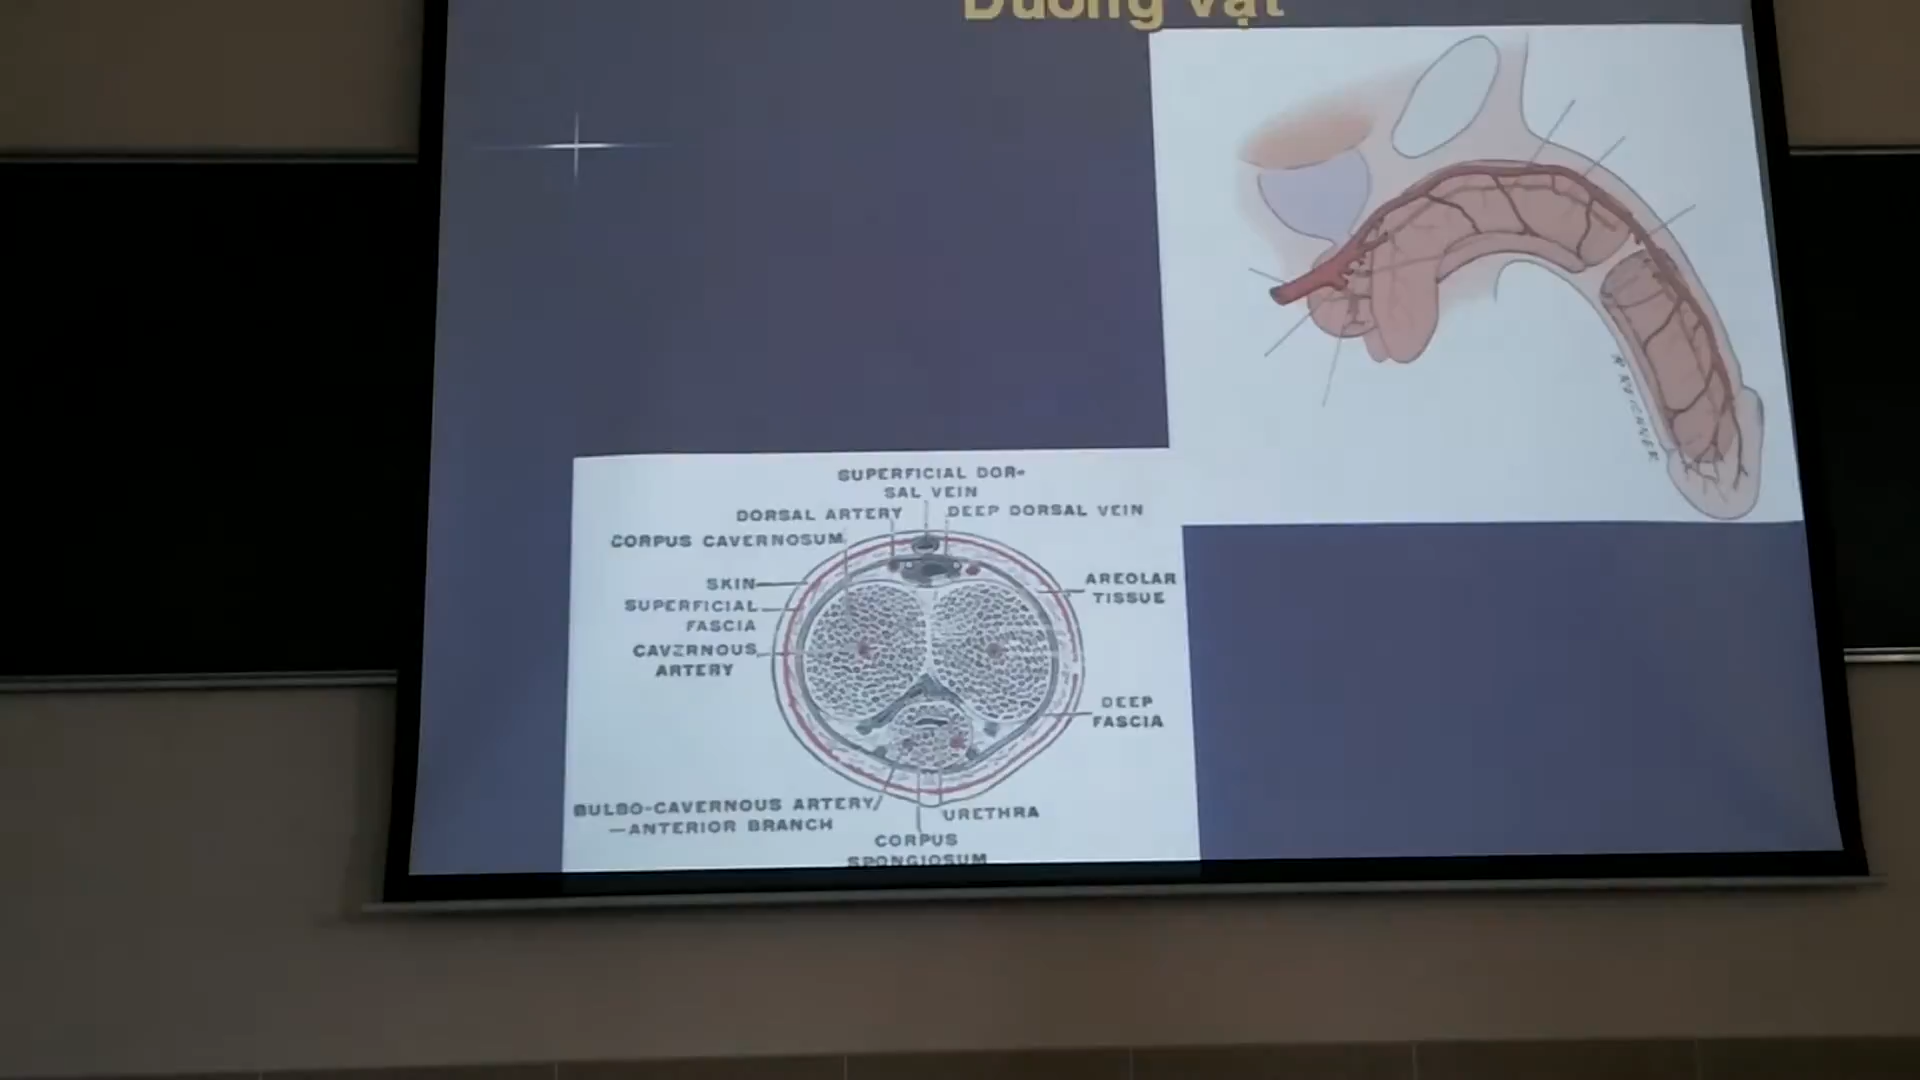 Dương vật
SUPERFICIAL DOR-
SAL VEIN
DORSAL ARTERY
DEEP DORSAL VEIN
CORPUS CAVERNOSUM
SKIN
AREOLAR
TISSUE
SUPERFICIAL
FASCIA
CAVERNOUS
ARTERY
DEEP
FASCIA
BULBO-CAVERNOUS ARTERY
—ANTERIOR BRANCH
URETHRA
CORPUS
SPONGIOSUM